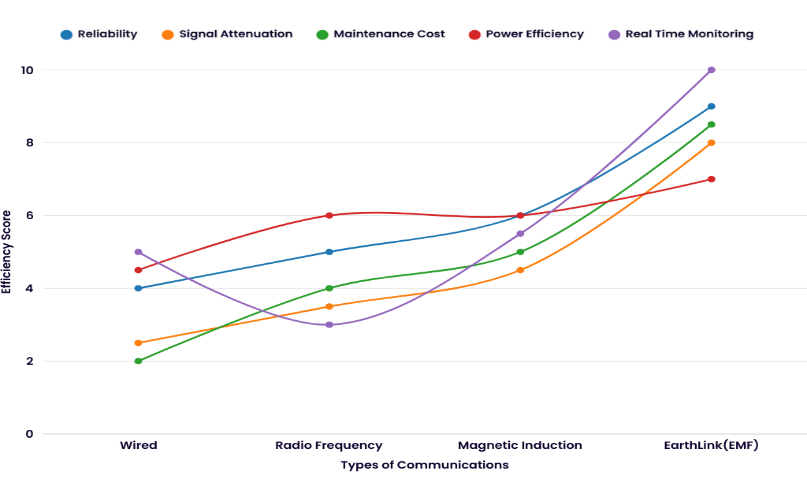 Reliability Signal Attenuation Maintenance Cost Power Efficiency Real Time Monitoring
10
8
6
4
2
0
Efficiency Score
Wired Radio Frequency Magnetic Induction EarthLink(EMF)
Types of Communications